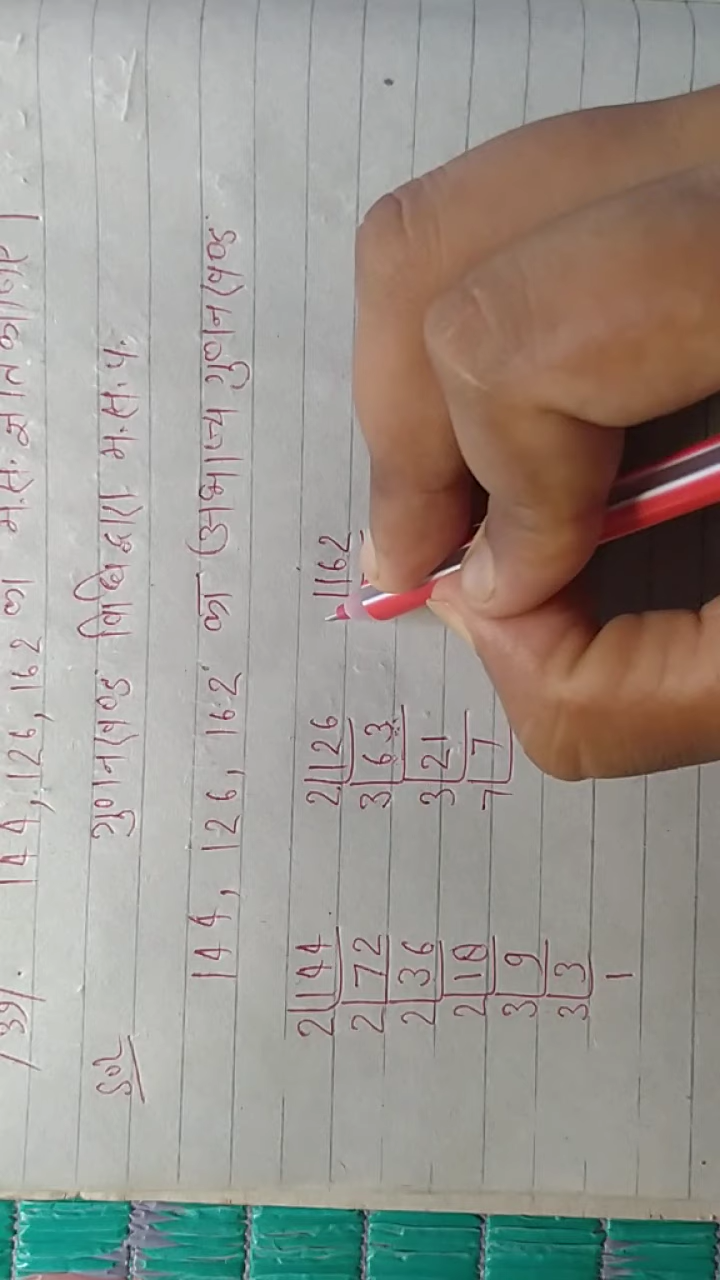 39). 144, 126, 162 का म.स. ज्ञात कीजिए।
Sol गुणनखण्ड विधि द्वारा म.स.प.
144, 126, 162 का अभाज्य गुणनखण्ड
2|144 2|126 |162
2|72 3|63
2|36 3|21
2|18 7|7
3|9
3|3
1